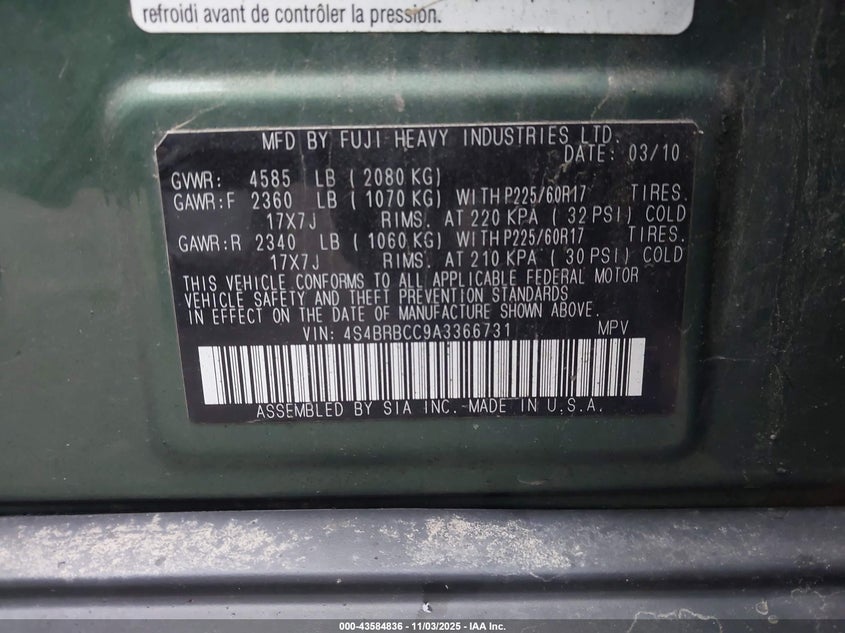 refroidi avant de contrôler la pression.
MFD BY FUJI HEAVY INDUSTRIES LTD.
DATE: 03/10
GVWR: 4585 LB ( 2080 KG)
GAWR:F 2360 LB ( 1070 KG) WITH P225/60R17 TIRES.
17X7J RIMS. AT 220 KPA ( 32 PSI) COLD
GAWR:R 2340 LB ( 1060 KG) WITH P225/60R17 TIRES.
17X7J RIMS. AT 210 KPA ( 30 PSI) COLD
THIS VEHICLE CONFORMS TO ALL APPLICABLE FEDERAL MOTOR
VEHICLE SAFETY AND THEFT PREVENTION STANDARDS
IN EFFECT ON THE DATE OF MANUFACTURE SHOWN ABOVE.
VIN: 4S4BRBCC9A3366731 MPV
ASSEMBLED BY SIA INC. MADE IN U.S.A.
000-43584836 - 11/03/2025 - IAA Inc.